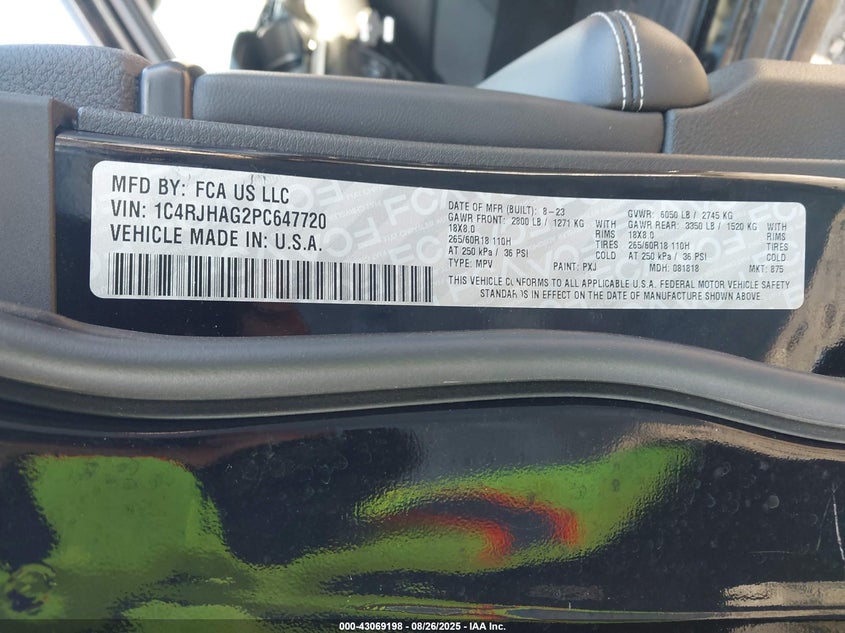 MFD BY: FCA US LLC
VIN: 1C4RJHAG2PC647720
VEHICLE MADE IN: U.S.A.
DATE OF MFR (BUILT): 8-23 GVWR: 6050 LB / 2745 KG
GAWR FRONT: 2800 LB / 1271 KG WITH GAWR REAR: 3350 LB / 1520 KG WITH
18X8.0 RIMS 18X8.0 RIMS
265/60R18 110H TIRES 265/60R18 110H TIRES
AT 250 kPa / 36 PSI COLD AT 250 kPa / 36 PSI COLD
TYPE: MPV PAINT: PXJ MDH: 081818 MKT: 875
THIS VEHICLE CONFORMS TO ALL APPLICABLE U.S.A. FEDERAL MOTOR VEHICLE SAFETY
STANDARDS IN EFFECT ON THE DATE OF MANUFACTURE SHOWN ABOVE.
000-43069198 - 08/26/2025 - IAA Inc.